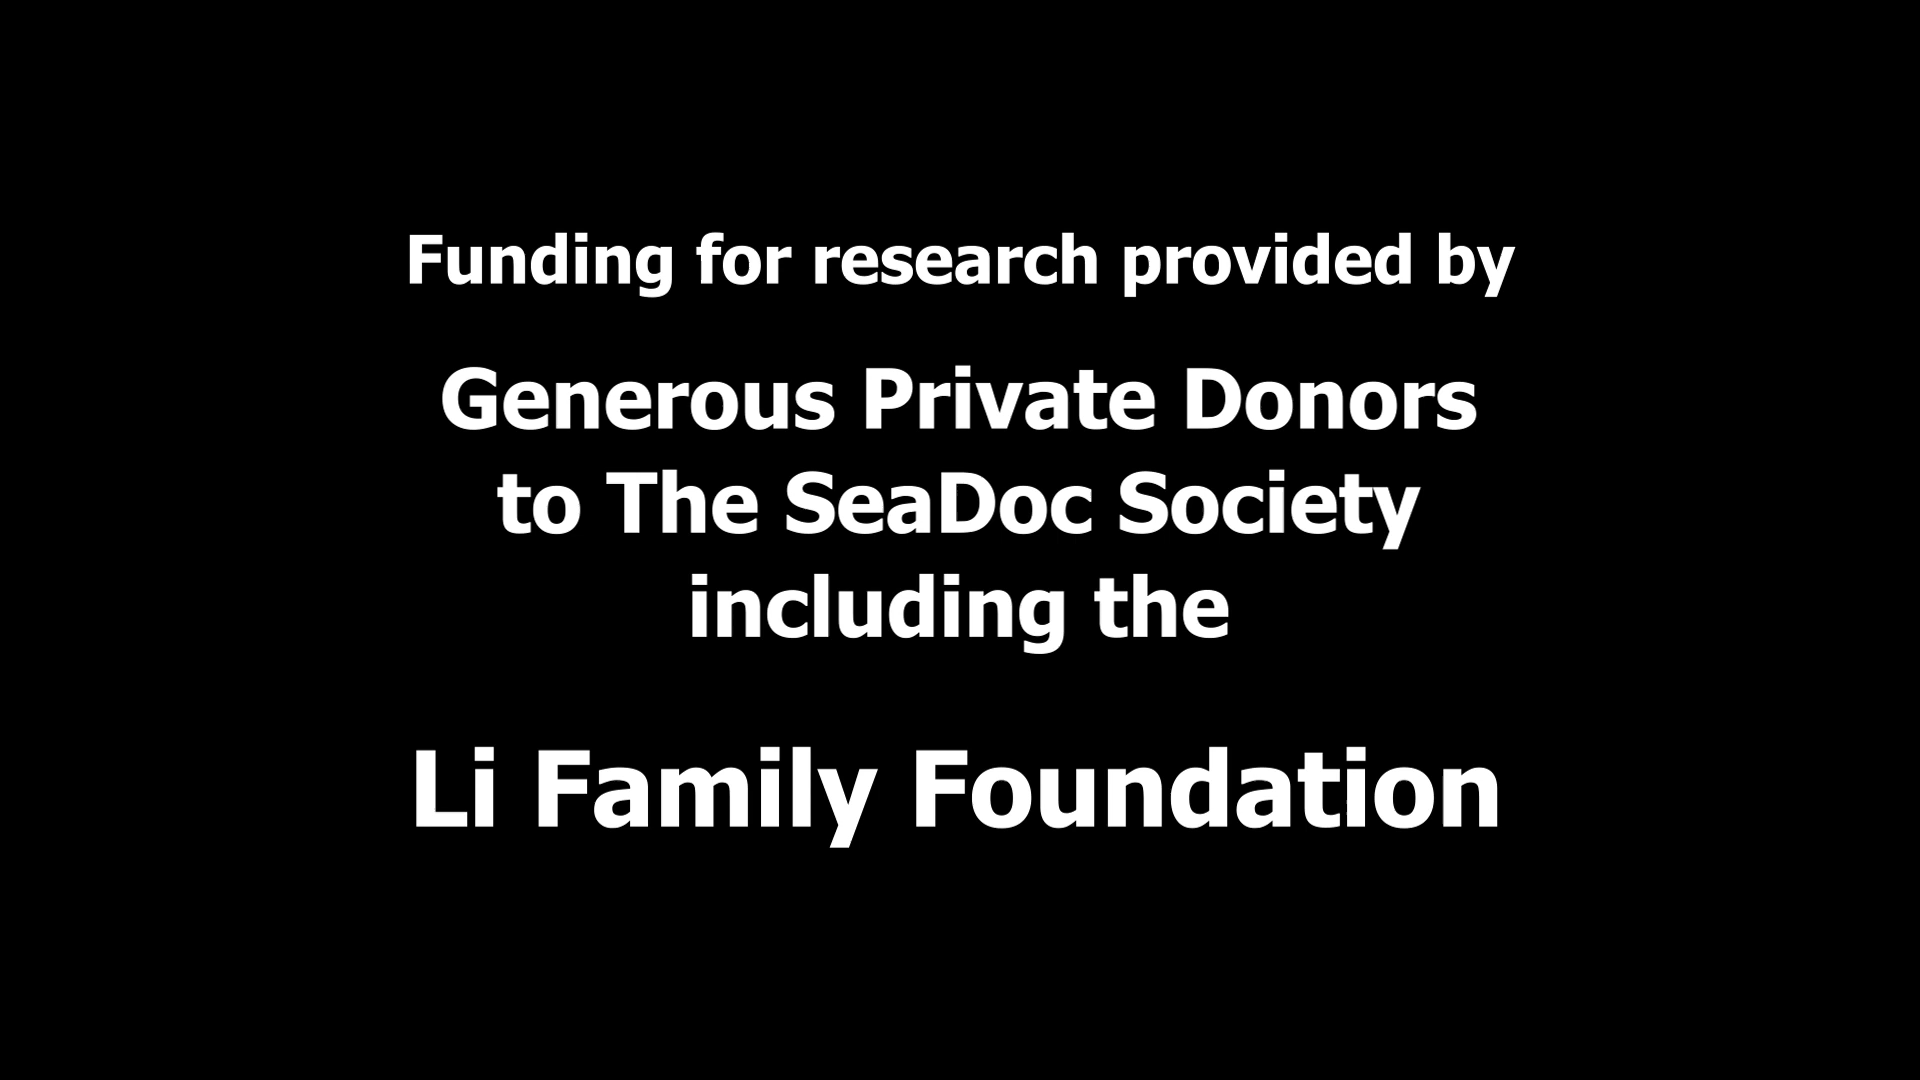 Funding for research provided by
Generous Private Donors
to The SeaDoc Society
including the
Li Family Foundation